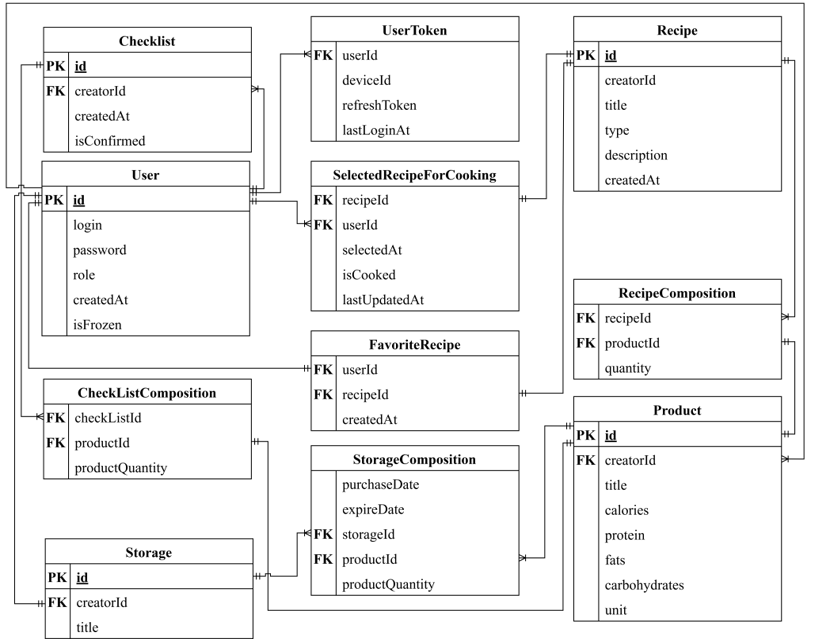 Checklist
PK id
FK creatorId
createdAt
isConfirmed
User
PK id
login
password
role
createdAt
isFrozen
CheckListComposition
FK checkListId
FK productId
productQuantity
Storage
PK id
FK creatorId
title
UserToken
FK userId
deviceId
refreshToken
lastLoginAt
SelectedRecipeForCooking
FK recipeId
FK userId
selectedAt
isCooked
lastUpdatedAt
FavoriteRecipe
FK userId
FK recipeId
createdAt
StorageComposition
purchaseDate
expireDate
FK storageId
FK productId
productQuantity
Recipe
PK id
creatorId
title
type
description
createdAt
RecipeComposition
FK recipeId
FK productId
quantity
Product
PK id
FK creatorId
title
calories
protein
fats
carbohydrates
unit